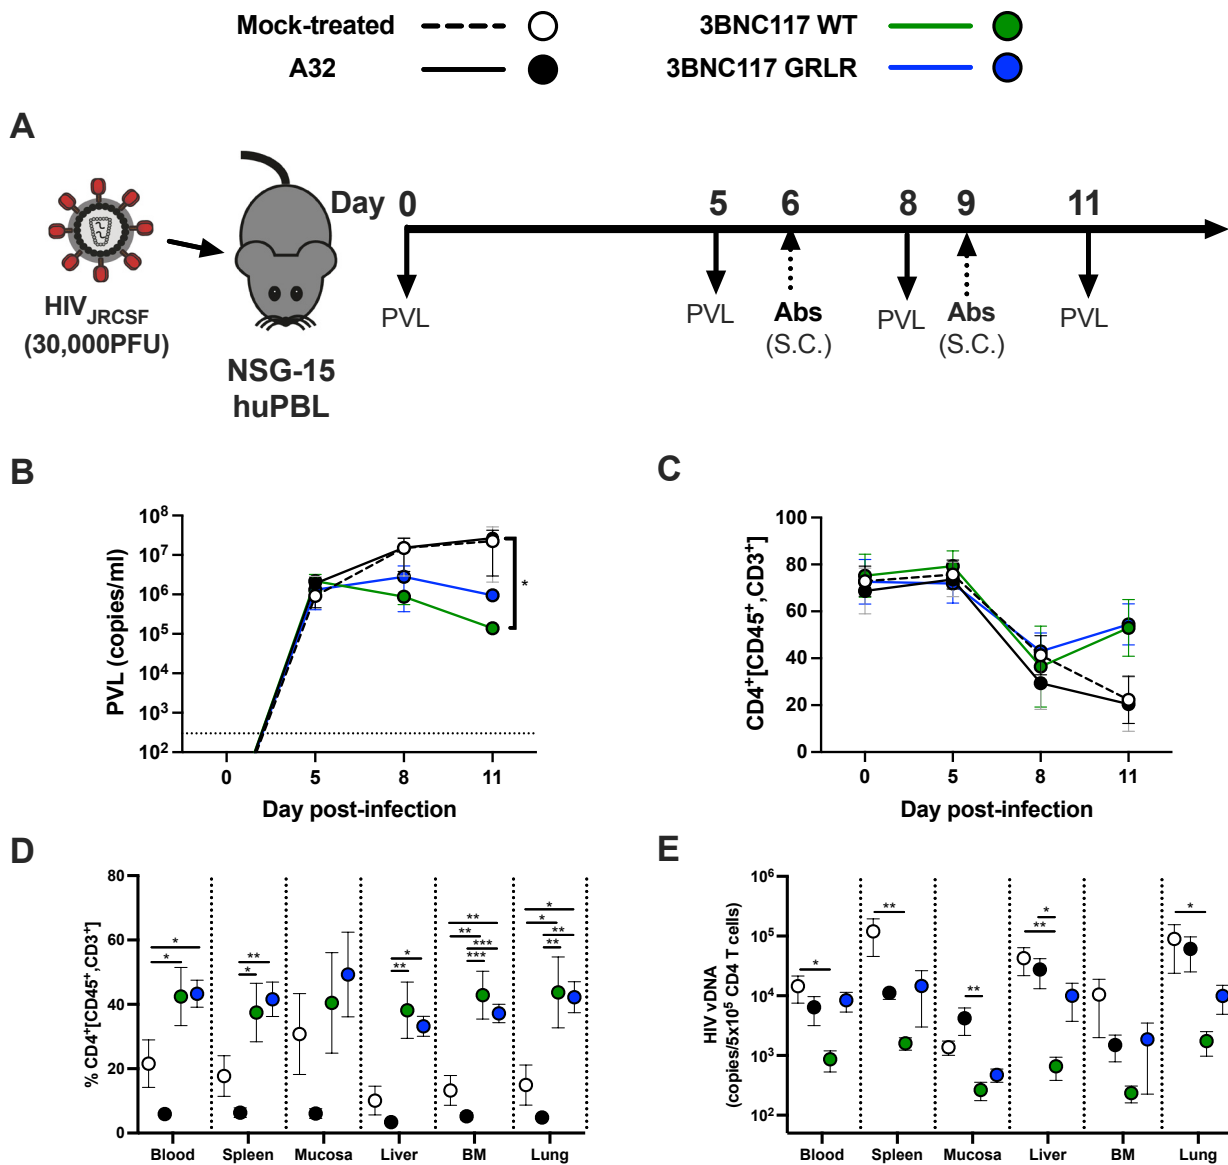 Mock-treated
3BNC117 WT
A32
3BNC117 GRLR
A
Day 0 5 6 8 9 11
HIV_JRCSF
(30,000PFU)
NSG-15
huPBL
PVL
PVL
Abs
(S.C.)
PVL
Abs
(S.C.)
PVL
B
PVL (copies/ml)
10⁸
10⁷
10⁶
10⁵
10⁴
10³
10²
*
0 5 8 11
Day post-infection
C
CD4⁺[CD45⁺,CD3⁺]
100
80
60
40
20
0
0 5 8 11
Day post-infection
D
% CD4⁺[CD45⁺,CD3⁺]
80
60
40
20
0
*
*
**
*
*
**
**
**
***
***
*
*
**
**
Blood Spleen Mucosa Liver BM Lung
E
HIV vDNA
(copies/5x10⁵ CD4 T cells)
10⁶
10⁵
10⁴
10³
10²
*
**
**
*
**
*
Blood Spleen Mucosa Liver BM Lung